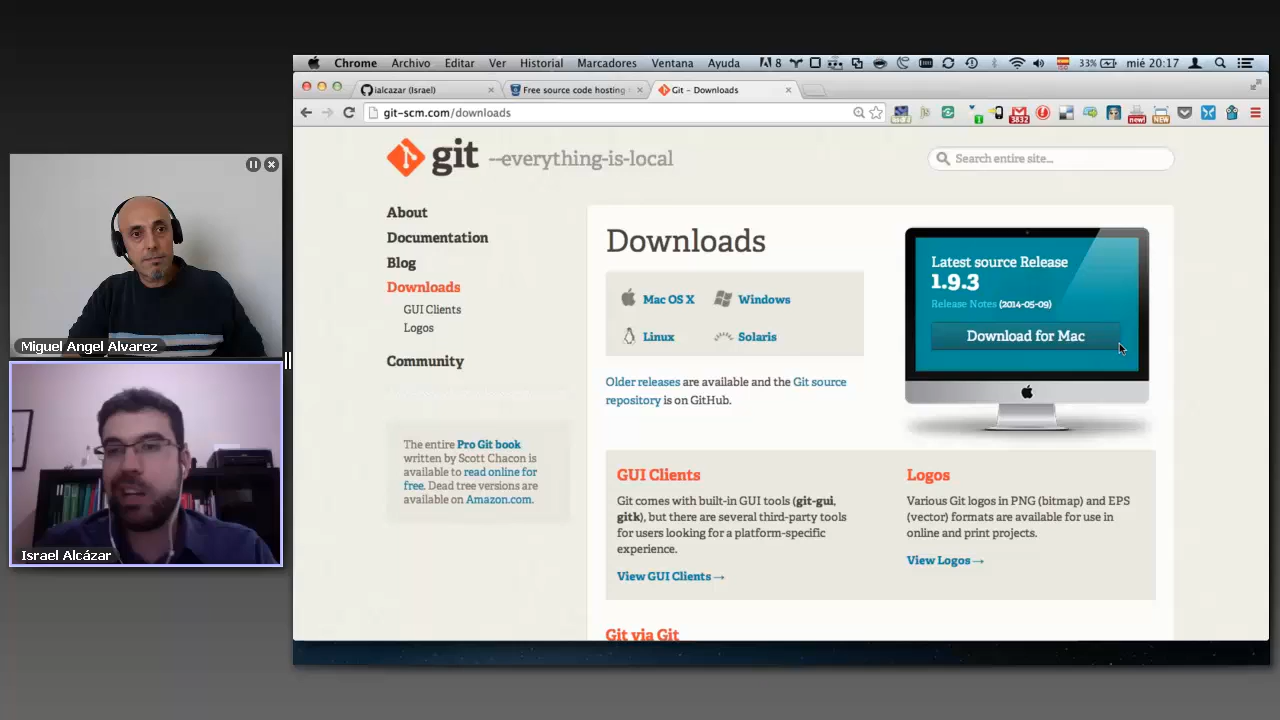 Chrome Archivo Editar Ver Historial Marcadores Ventana Ayuda
8 33% mié 20:17
ialcazar (Israel)
Free source code hosting
Git - Downloads
git-scm.com/downloads
3832
new!
NEW
git --everything-is-local
Search entire site...
About
Documentation
Blog
Downloads
GUI Clients
Logos
Community
The entire Pro Git book
written by Scott Chacon is
available to read online for
free. Dead tree versions are
available on Amazon.com.
Downloads
Mac OS X Windows
Linux Solaris
Older releases are available and the Git source
repository is on GitHub.
Latest source Release
1.9.3
Release Notes (2014-05-09)
Download for Mac
GUI Clients
Git comes with built-in GUI tools (git-gui,
gitk), but there are several third-party tools
for users looking for a platform-specific
experience.
View GUI Clients →
Logos
Various Git logos in PNG (bitmap) and EPS
(vector) formats are available for use in
online and print projects.
View Logos →
Git via Git
Miguel Angel Alvarez
Israel Alcázar